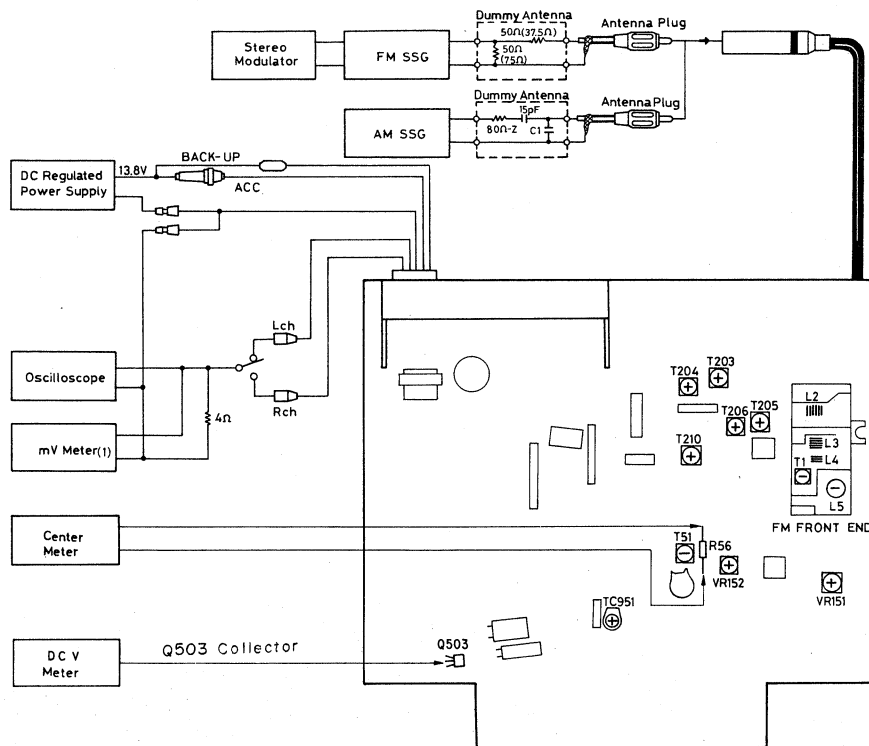 Dummy Antenna
Antenna Plug
50Ω(37.5Ω)
50Ω
(75Ω)
Stereo
Modulator
FM SSG
Dummy Antenna
15pF
Antenna Plug
AM SSG
80Ω-Z
C1
BACK-UP
13.8V
DC Regulated
Power Supply
ACC
Lch
Oscilloscope
Rch
4Ω
mV Meter(1)
T203
T204
L2
T205
T206
L3
T210
L4
T1
L5
FM FRONT END
Center
Meter
T51
R56
VR152
VR151
TC951
Q503 Collector
Q503
DC V
Meter